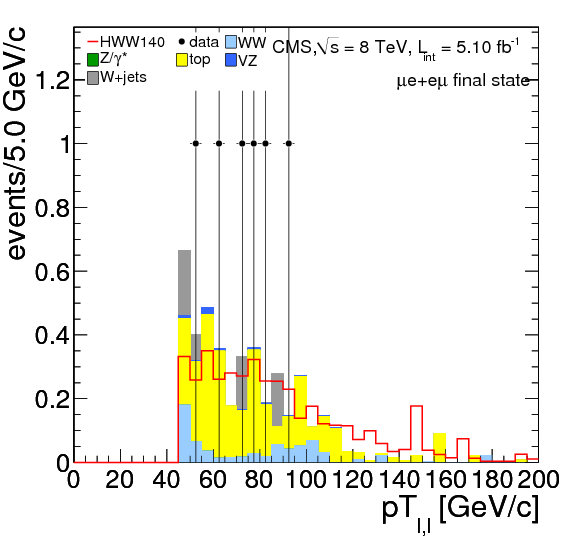 HWW140 data WW CMS,√s = 8 TeV, L_int = 5.10 fb^-1
Z/γ* top VZ
W+jets μe+eμ final state
events/5.0 GeV/c
1.2
1
0.8
0.6
0.4
0.2
0
0 20 40 60 80 100 120 140 160 180 200
pT_l,l [GeV/c]